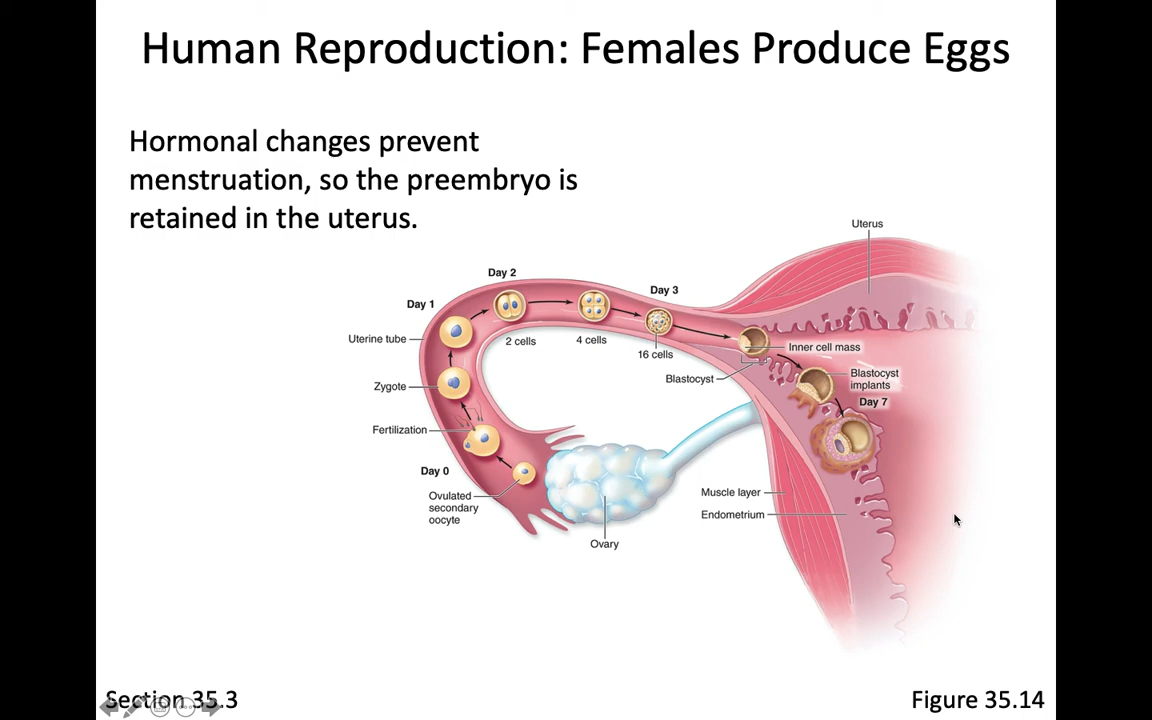 Human Reproduction: Females Produce Eggs
Hormonal changes prevent
menstruation, so the preembryo is
retained in the uterus.
Uterus
Day 2
Day 3
Day 1
Uterine tube
2 cells
4 cells
16 cells
Inner cell mass
Blastocyst
Blastocyst
implants
Day 7
Zygote
Fertilization
Day 0
Ovulated
secondary
oocyte
Muscle layer
Endometrium
Ovary
Section 35.3
Figure 35.14